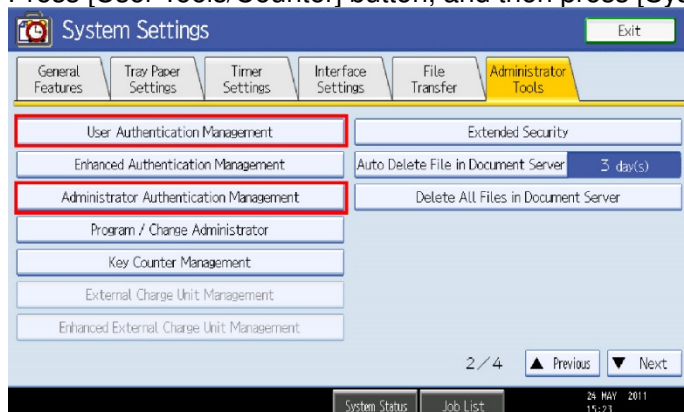 Press [User Tools/Counter] button, and then press [Sys
System Settings
Exit
General Features
Tray Paper Settings
Timer Settings
Interface Settings
File Transfer
Administrator Tools
User Authentication Management
Extended Security
Enhanced Authentication Management
Auto Delete File in Document Server 3 day(s)
Administrator Authentication Management
Delete All Files in Document Server
Program / Change Administrator
Key Counter Management
External Charge Unit Management
Enhanced External Charge Unit Management
2/4 ▲ Previous ▼ Next
System Status Job List
24 MAY 2011
15:23